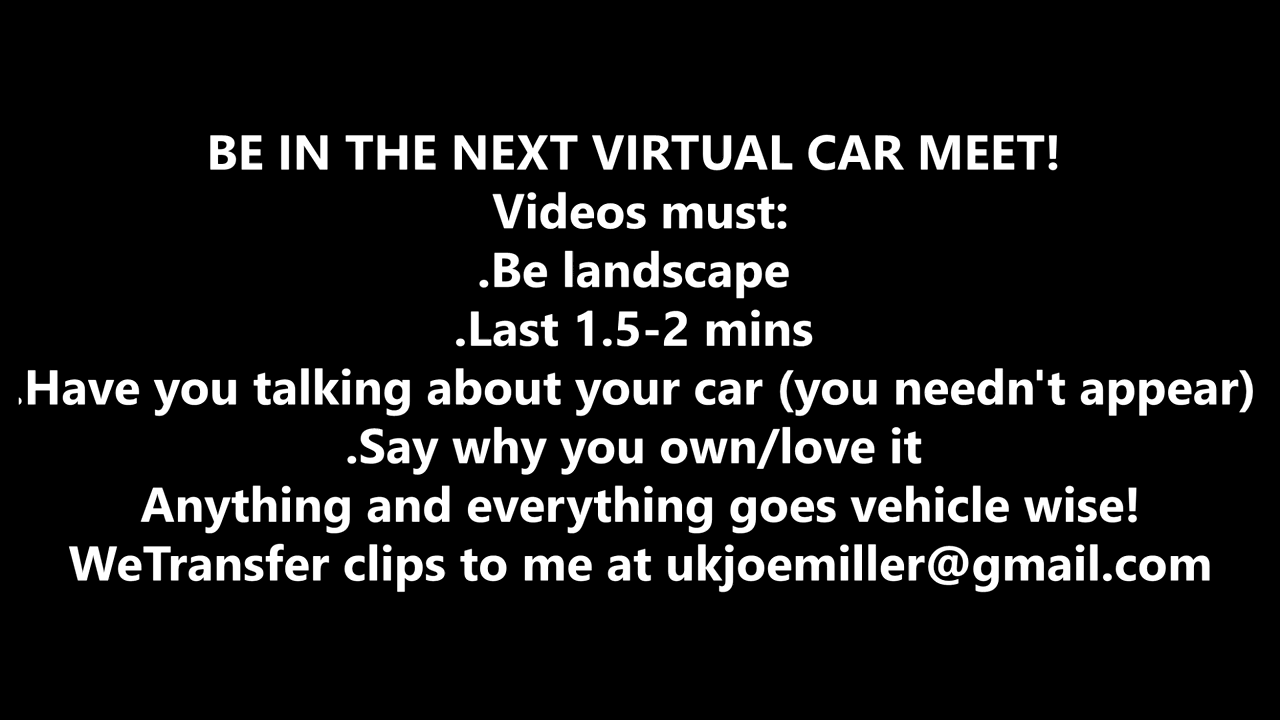 BE IN THE NEXT VIRTUAL CAR MEET!
Videos must:
.Be landscape
.Last 1.5-2 mins
.Have you talking about your car (you needn't appear)
.Say why you own/love it
Anything and everything goes vehicle wise!
WeTransfer clips to me at ukjoemiller@gmail.com